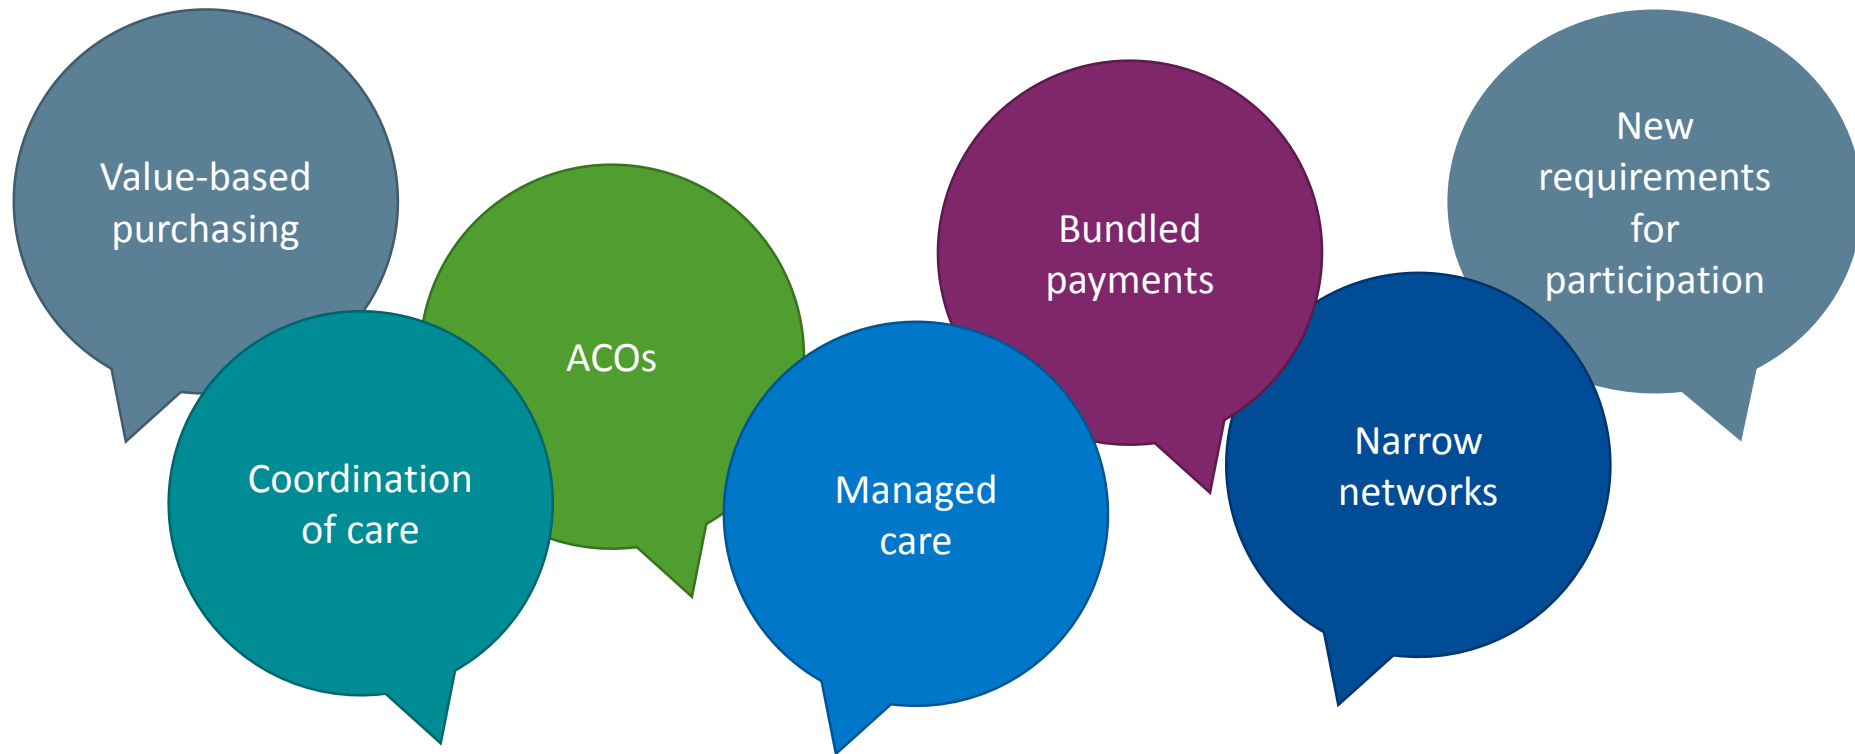 Value-based
purchasing
Coordination
of care
ACOs
Managed
care
Bundled
payments
Narrow
networks
New
requirements
for
participation